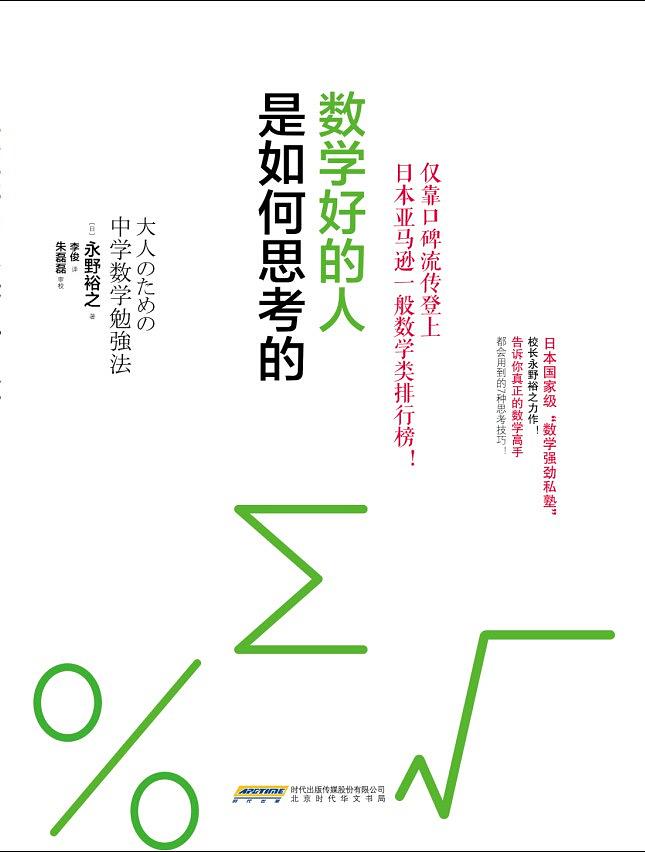 日本国家级“数学强劲私塾”
校长永野裕之力作!
告诉你真正的数学高手
都会用到的7种思考技巧!
仅靠口碑流传登上
日本亚马逊一般数学类排行榜!
数学好的人
是如何思考的
大人のための
中学数学勉強法
[日]永野裕之 著
李俊 译
朱磊磊 审校
Σ
%
√
ARCTIME
时代出版
时代出版传媒股份有限公司
北京时代华文书局